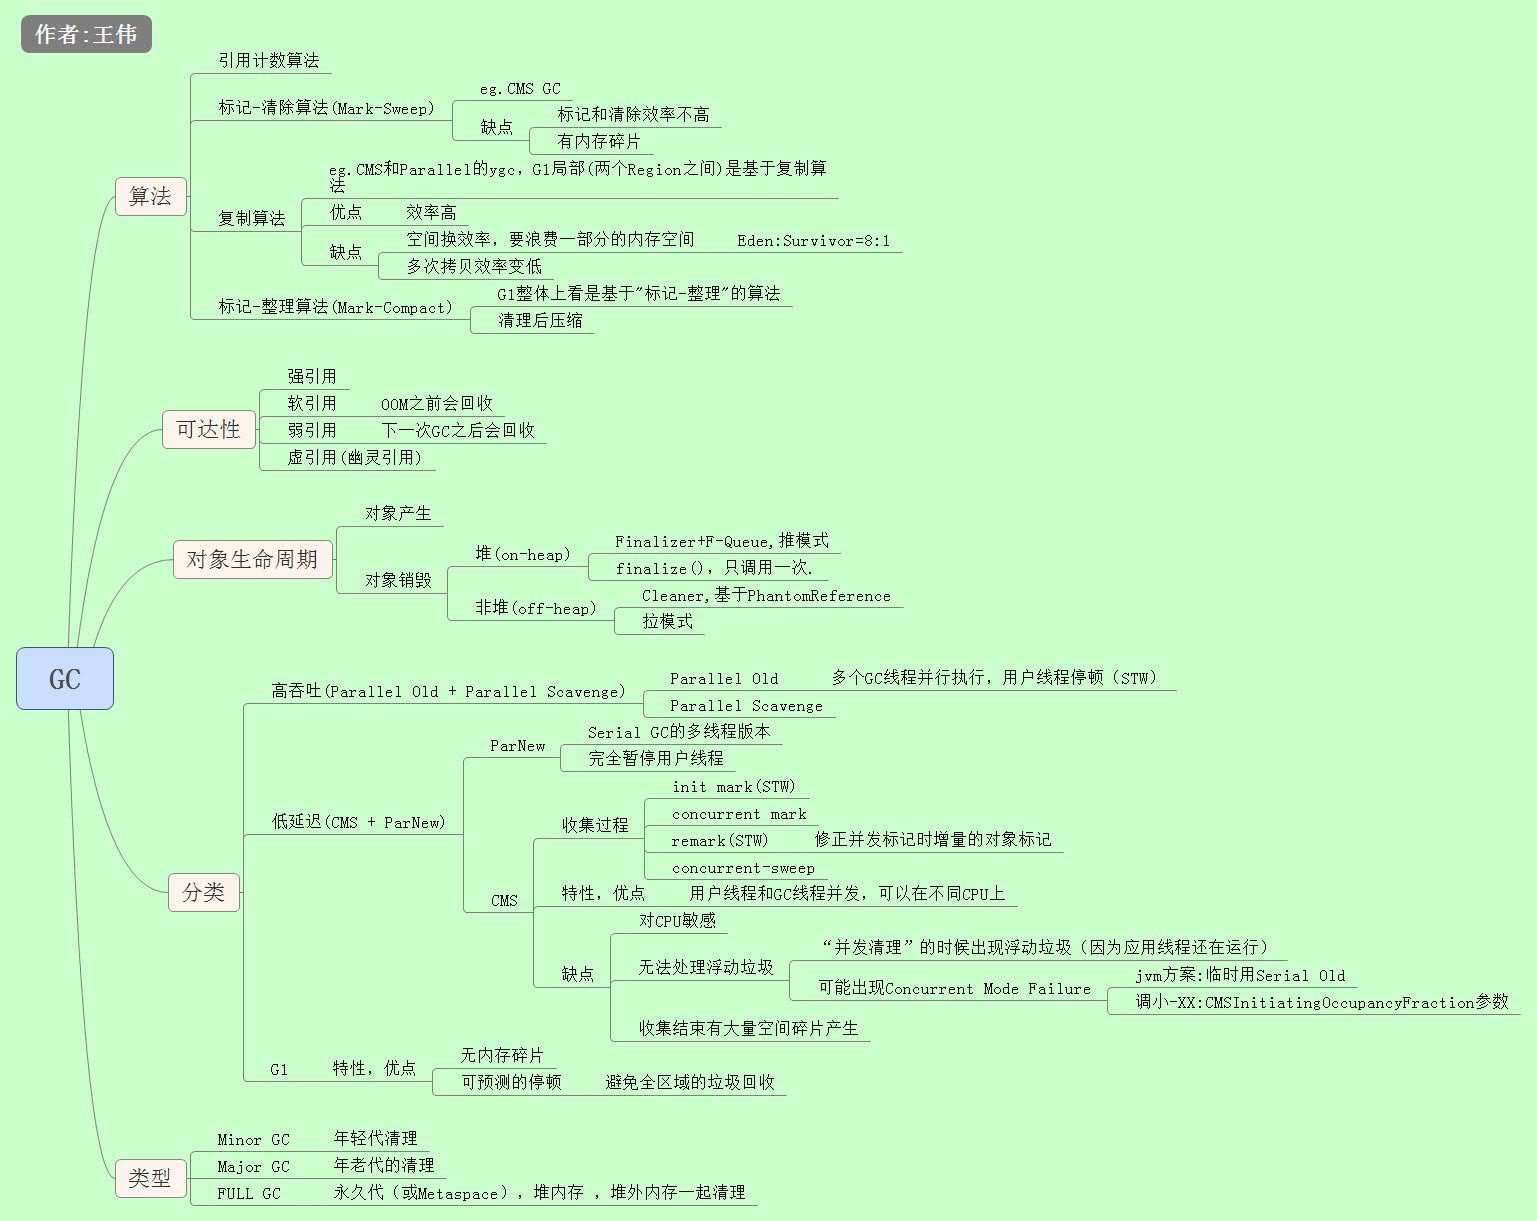 作者:王伟
GC
算法
引用计数算法
标记-清除算法(Mark-Sweep)
eg.CMS GC
缺点
标记和清除效率不高
有内存碎片
复制算法
eg.CMS和Parallel的ygc，G1局部(两个Region之间)是基于复制算
法
优点
效率高
缺点
空间换效率，要浪费一部分的内存空间
Eden:Survivor=8:1
多次拷贝效率变低
标记-整理算法(Mark-Compact)
G1整体上看是基于"标记-整理"的算法
清理后压缩
可达性
强引用
软引用
OOM之前会回收
弱引用
下一次GC之后会回收
虚引用(幽灵引用)
对象生命周期
对象产生
对象销毁
堆(on-heap)
Finalizer+F-Queue,推模式
finalize()，只调用一次.
非堆(off-heap)
Cleaner,基于PhantomReference
拉模式
分类
高吞吐(Parallel Old + Parallel Scavenge)
Parallel Old
多个GC线程并行执行，用户线程停顿（STW）
Parallel Scavenge
低延迟(CMS + ParNew)
ParNew
Serial GC的多线程版本
完全暂停用户线程
CMS
收集过程
init mark(STW)
concurrent mark
remark(STW)
修正并发标记时增量的对象标记
concurrent-sweep
特性，优点
用户线程和GC线程并发，可以在不同CPU上
缺点
对CPU敏感
无法处理浮动垃圾
“并发清理”的时候出现浮动垃圾（因为应用线程还在运行）
可能出现Concurrent Mode Failure
jvm方案:临时用Serial Old
调小-XX:CMSInitiatingOccupancyFraction参数
收集结束有大量空间碎片产生
G1
特性，优点
无内存碎片
可预测的停顿
避免全区域的垃圾回收
类型
Minor GC
年轻代清理
Major GC
年老代的清理
FULL GC
永久代（或Metaspace），堆内存 ，堆外内存一起清理